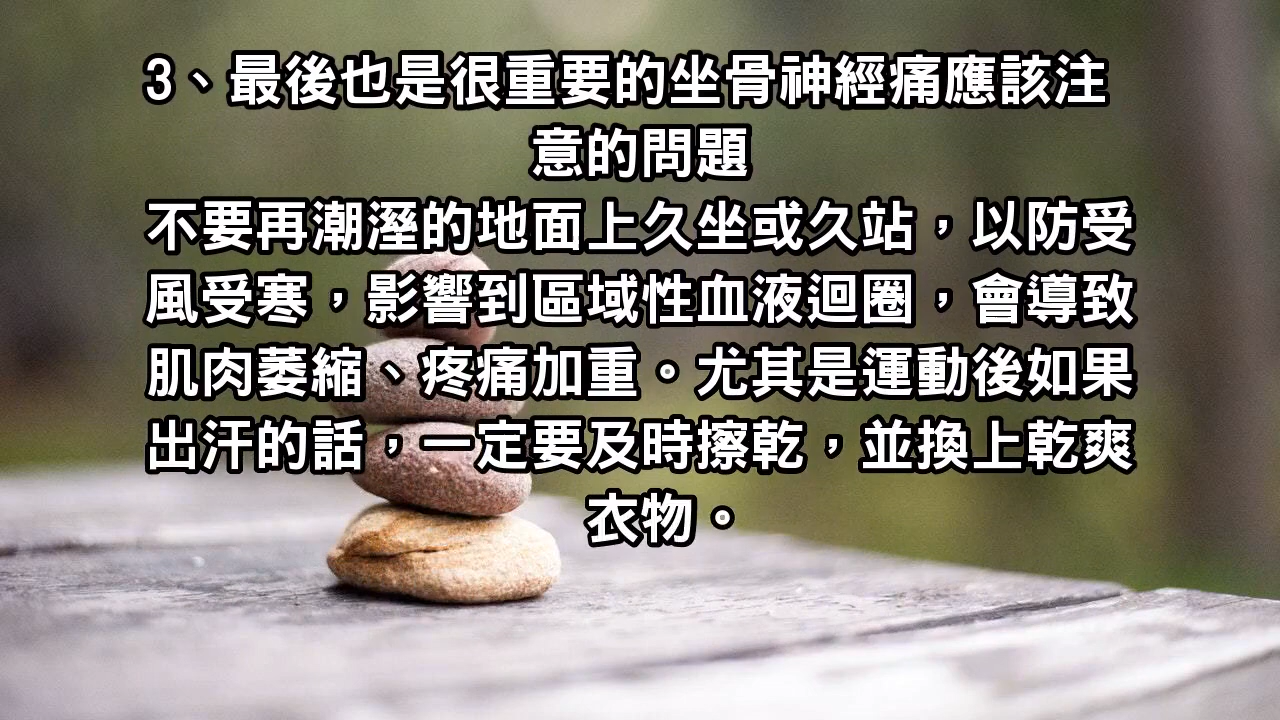 3、最後也是很重要的坐骨神經痛應該注
意的問題
不要再潮溼的地面上久坐或久站，以防受
風受寒，影響到區域性血液迴圈，會導致
肌肉萎縮、疼痛加重。尤其是運動後如果
出汗的話，一定要及時擦乾，並換上乾爽
衣物。